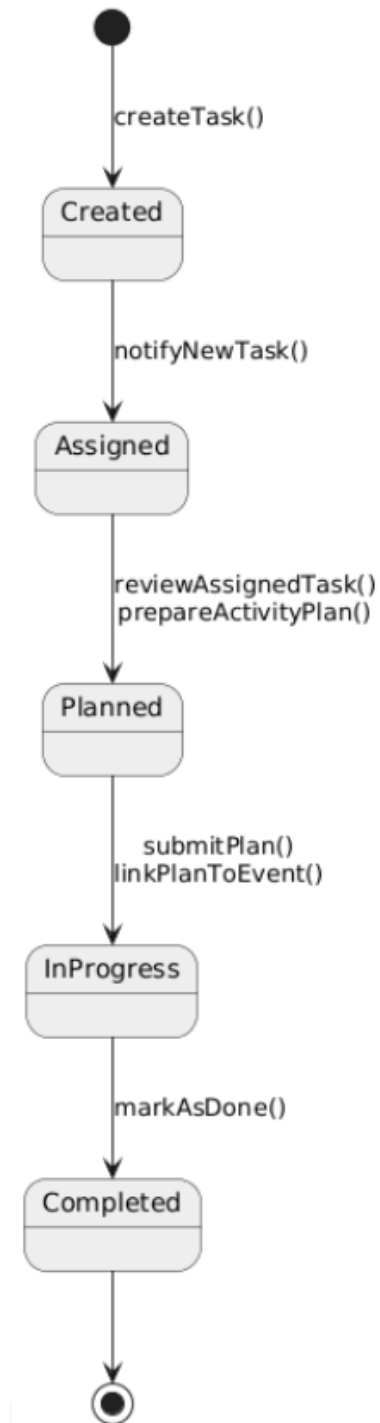 createTask()
Created
notifyNewTask()
Assigned
reviewAssignedTask()
prepareActivityPlan()
Planned
submitPlan()
linkPlanToEvent()
InProgress
markAsDone()
Completed